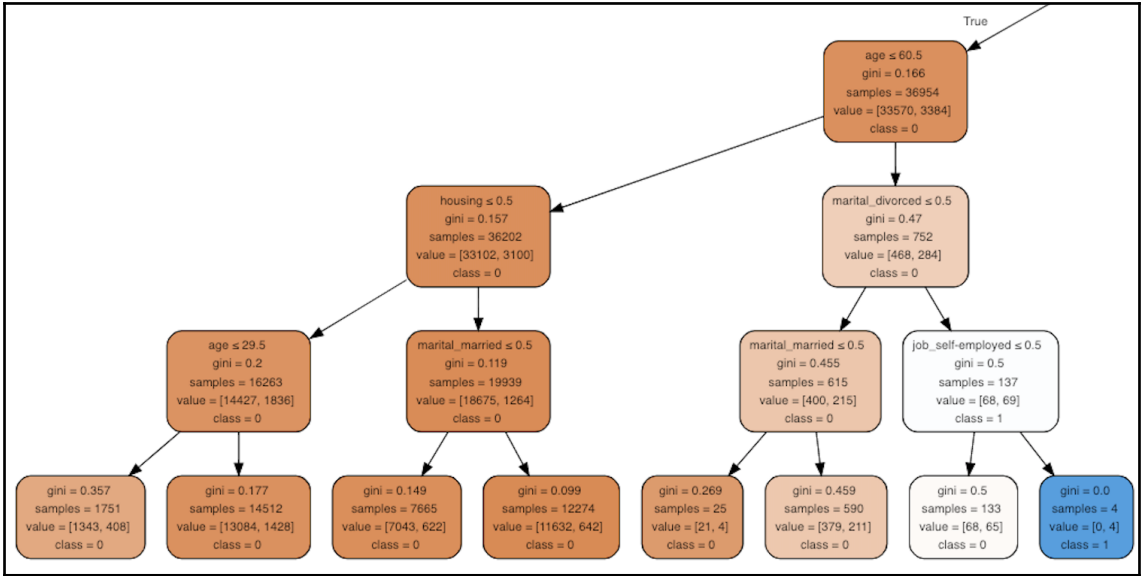 True
age ≤ 60.5
gini = 0.166
samples = 36954
value = [33570, 3384]
class = 0
housing ≤ 0.5
gini = 0.157
samples = 36202
value = [33102, 3100]
class = 0
marital_divorced ≤ 0.5
gini = 0.47
samples = 752
value = [468, 284]
class = 0
age ≤ 29.5
gini = 0.2
samples = 16263
value = [14427, 1836]
class = 0
marital_married ≤ 0.5
gini = 0.119
samples = 19939
value = [18675, 1264]
class = 0
marital_married ≤ 0.5
gini = 0.455
samples = 615
value = [400, 215]
class = 0
job_self-employed ≤ 0.5
gini = 0.5
samples = 137
value = [68, 69]
class = 1
gini = 0.357
samples = 1751
value = [1343, 408]
class = 0
gini = 0.177
samples = 14512
value = [13084, 1428]
class = 0
gini = 0.149
samples = 7665
value = [7043, 622]
class = 0
gini = 0.099
samples = 12274
value = [11632, 642]
class = 0
gini = 0.269
samples = 25
value = [21, 4]
class = 0
gini = 0.459
samples = 590
value = [379, 211]
class = 0
gini = 0.5
samples = 133
value = [68, 65]
class = 0
gini = 0.0
samples = 4
value = [0, 4]
class = 1